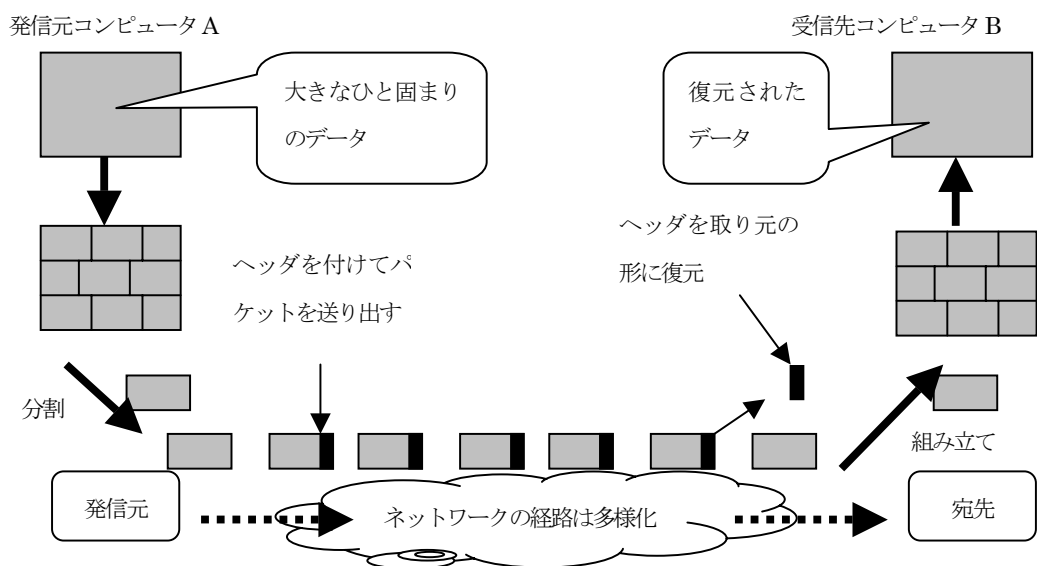 発信元コンピュータ A
受信先コンピュータ B
大きなひと固まり
のデータ
復元された
データ
ヘッダを付けてパ
ケットを送り出す
ヘッダを取り元の
形に復元
分割
組み立て
発信元
ネットワークの経路は多様化
宛先